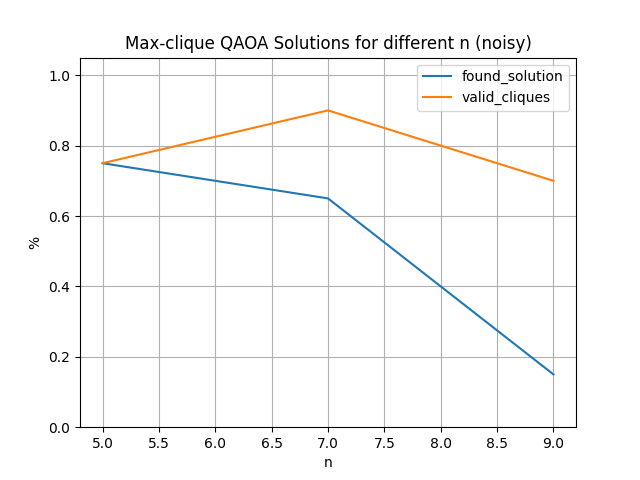 Max-clique QAOA Solutions for different n (noisy)
found_solution
valid_cliques
1.0
0.8
0.6
0.4
0.2
0.0
%
5.0 5.5 6.0 6.5 7.0 7.5 8.0 8.5 9.0
n